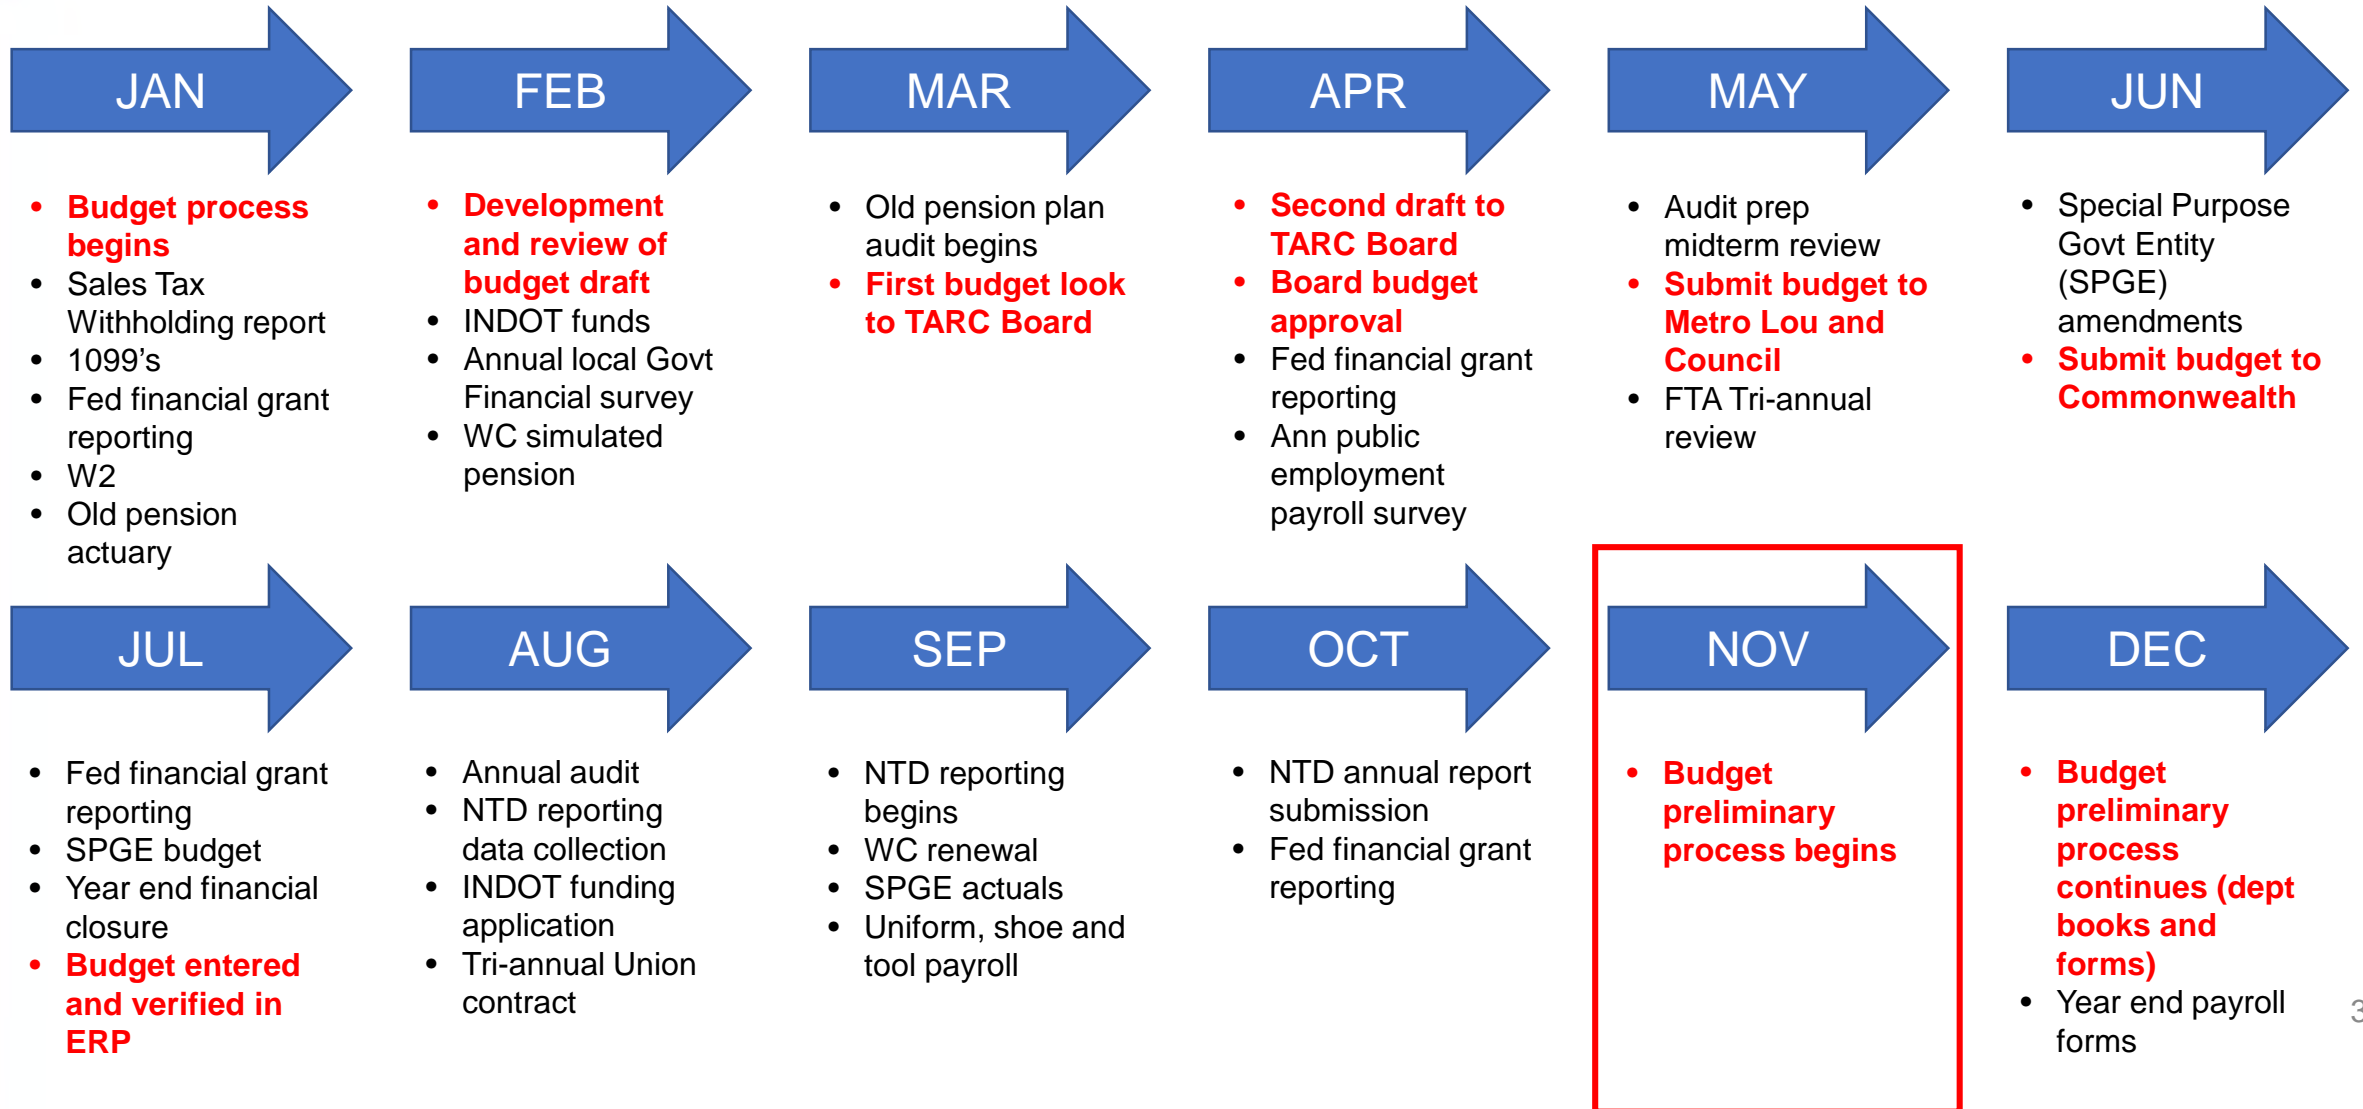 JAN
• Budget process
begins
• Sales Tax
Withholding report
• 1099’s
• Fed financial grant
reporting
• W2
• Old pension
actuary
FEB
• Development
and review of
budget draft
• INDOT funds
• Annual local Govt
Financial survey
• WC simulated
pension
MAR
• Old pension plan
audit begins
• First budget look
to TARC Board
APR
• Second draft to
TARC Board
• Board budget
approval
• Fed financial grant
reporting
• Ann public
employment
payroll survey
MAY
• Audit prep
midterm review
• Submit budget to
Metro Lou and
Council
• FTA Tri-annual
review
JUN
• Special Purpose
Govt Entity
(SPGE)
amendments
• Submit budget to
Commonwealth
JUL
• Fed financial grant
reporting
• SPGE budget
• Year end financial
closure
• Budget entered
and verified in
ERP
AUG
• Annual audit
• NTD reporting
data collection
• INDOT funding
application
• Tri-annual Union
contract
SEP
• NTD reporting
begins
• WC renewal
• SPGE actuals
• Uniform, shoe and
tool payroll
OCT
• NTD annual report
submission
• Fed financial grant
reporting
NOV
• Budget
preliminary
process begins
DEC
• Budget
preliminary
process
continues (dept
books and
forms)
• Year end payroll
forms
3